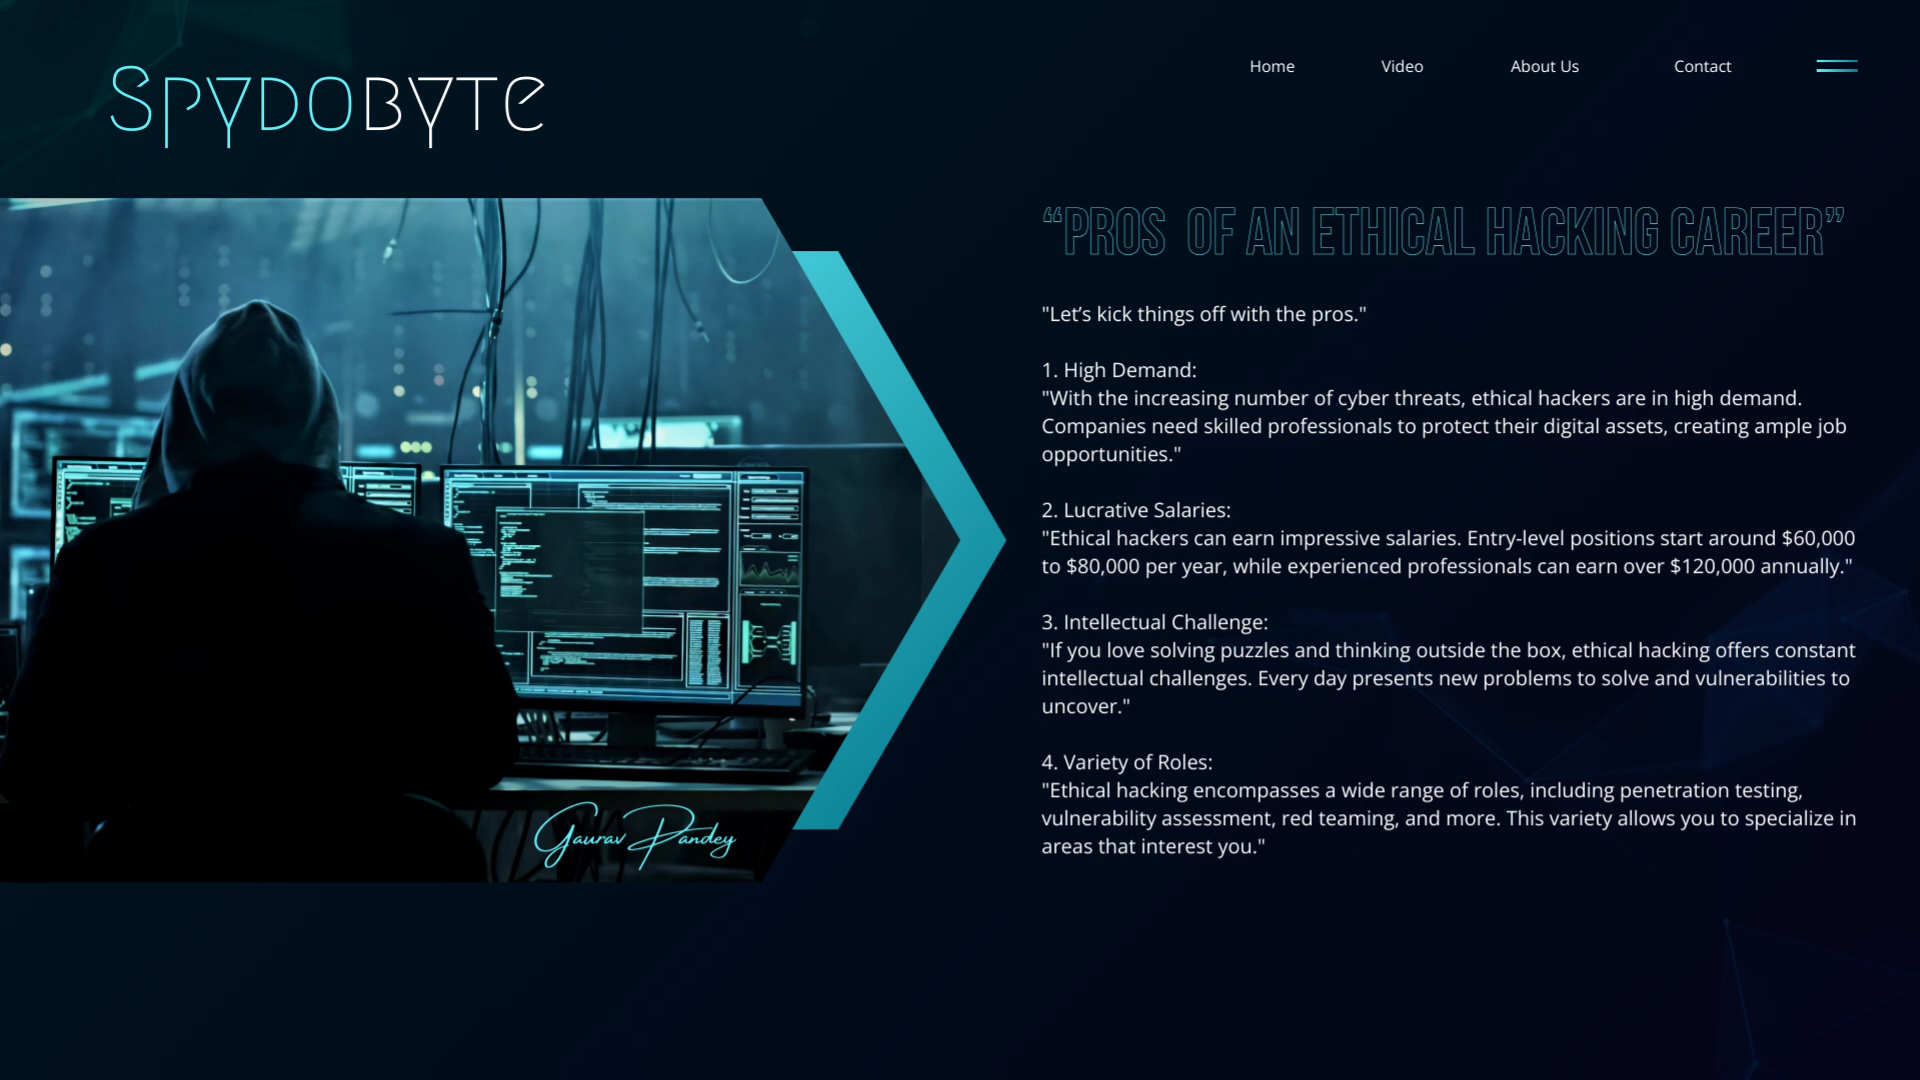 SPYDOBYTE
Home Video About Us Contact
“PROS OF AN ETHICAL HACKING CAREER”
"Let’s kick things off with the pros."
1. High Demand:
"With the increasing number of cyber threats, ethical hackers are in high demand.
Companies need skilled professionals to protect their digital assets, creating ample job
opportunities."
2. Lucrative Salaries:
"Ethical hackers can earn impressive salaries. Entry-level positions start around $60,000
to $80,000 per year, while experienced professionals can earn over $120,000 annually."
3. Intellectual Challenge:
"If you love solving puzzles and thinking outside the box, ethical hacking offers constant
intellectual challenges. Every day presents new problems to solve and vulnerabilities to
uncover."
4. Variety of Roles:
"Ethical hacking encompasses a wide range of roles, including penetration testing,
vulnerability assessment, red teaming, and more. This variety allows you to specialize in
areas that interest you."
Gaurav Pandey